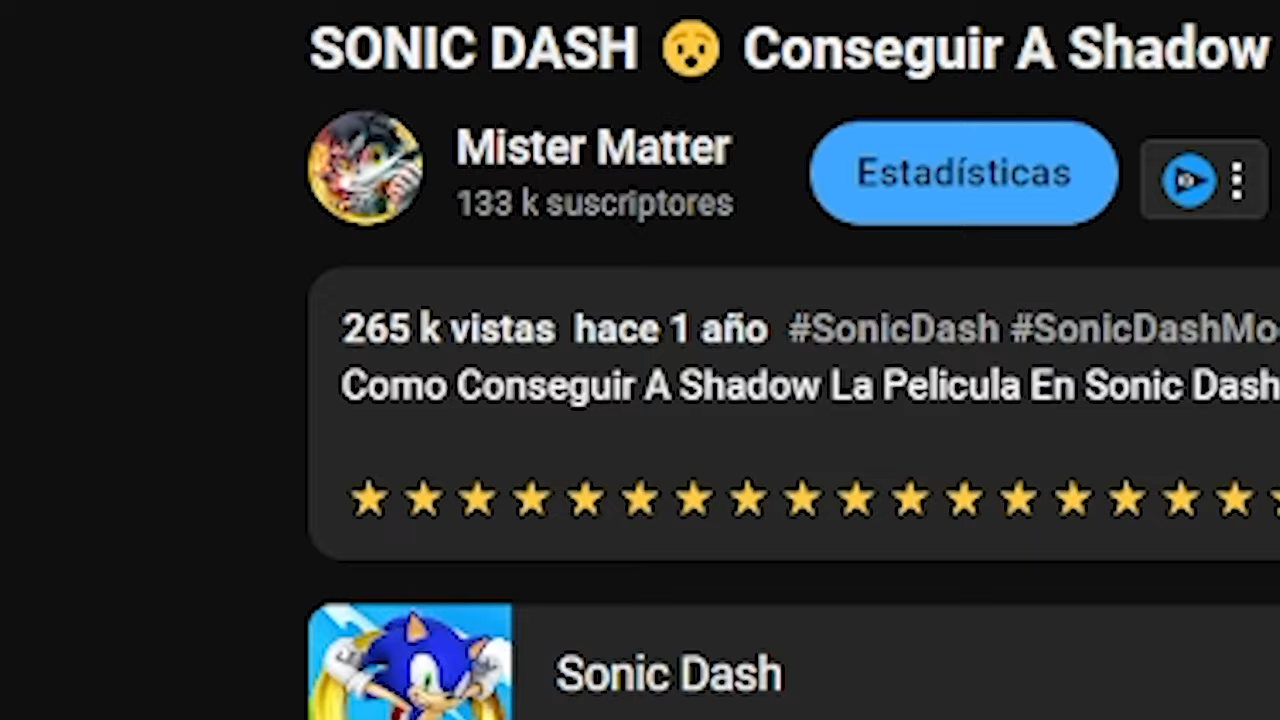 SONIC DASH 😯 Conseguir A Shadow
Mister Matter
133 k suscriptores
Estadísticas
265 k vistas hace 1 año #SonicDash #SonicDashMo
Como Conseguir A Shadow La Pelicula En Sonic Dash
★ ★ ★ ★ ★ ★ ★ ★ ★ ★ ★ ★ ★ ★ ★ ★ ★
Sonic Dash